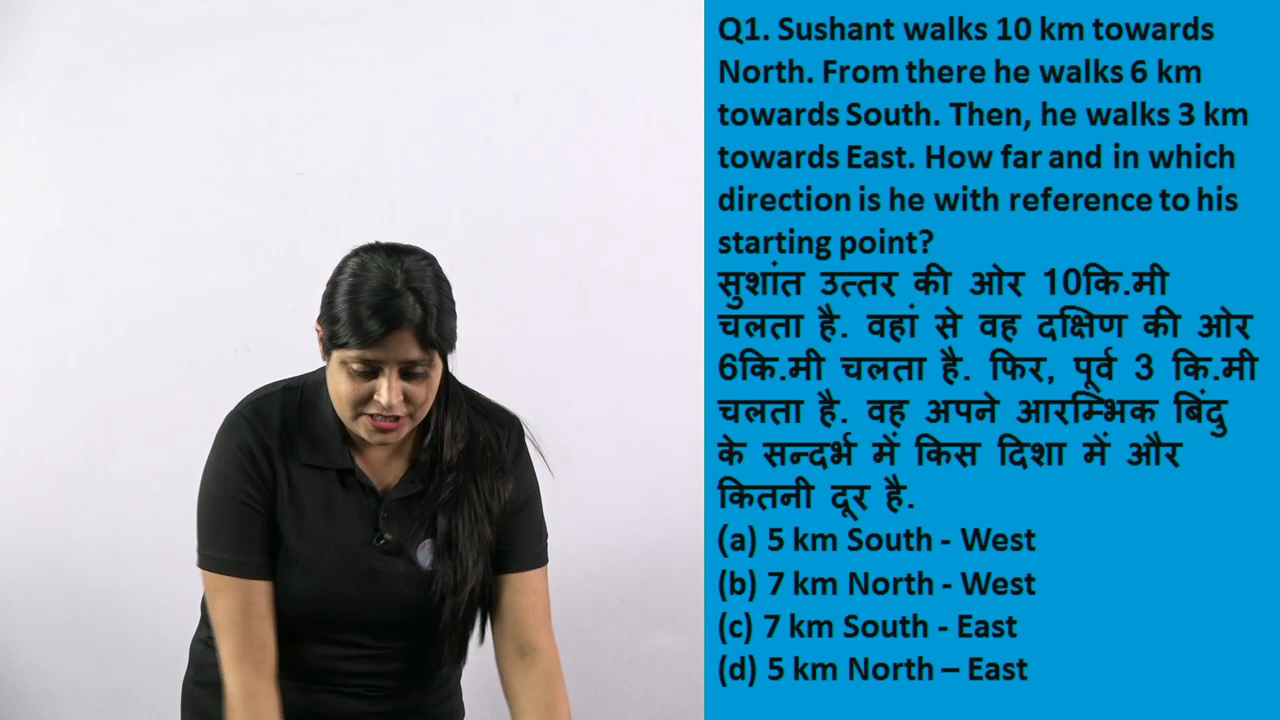 Q1. Sushant walks 10 km towards
North. From there he walks 6 km
towards South. Then, he walks 3 km
towards East. How far and in which
direction is he with reference to his
starting point?
सुशांत उत्तर की ओर 10कि.मी
चलता है. वहां से वह दक्षिण की ओर
6कि.मी चलता है. फिर, पूर्व 3 कि.मी
चलता है. वह अपने आरम्भिक बिंदु
के सन्दर्भ में किस दिशा में और
कितनी दूर है.
(a) 5 km South - West
(b) 7 km North - West
(c) 7 km South - East
(d) 5 km North – East